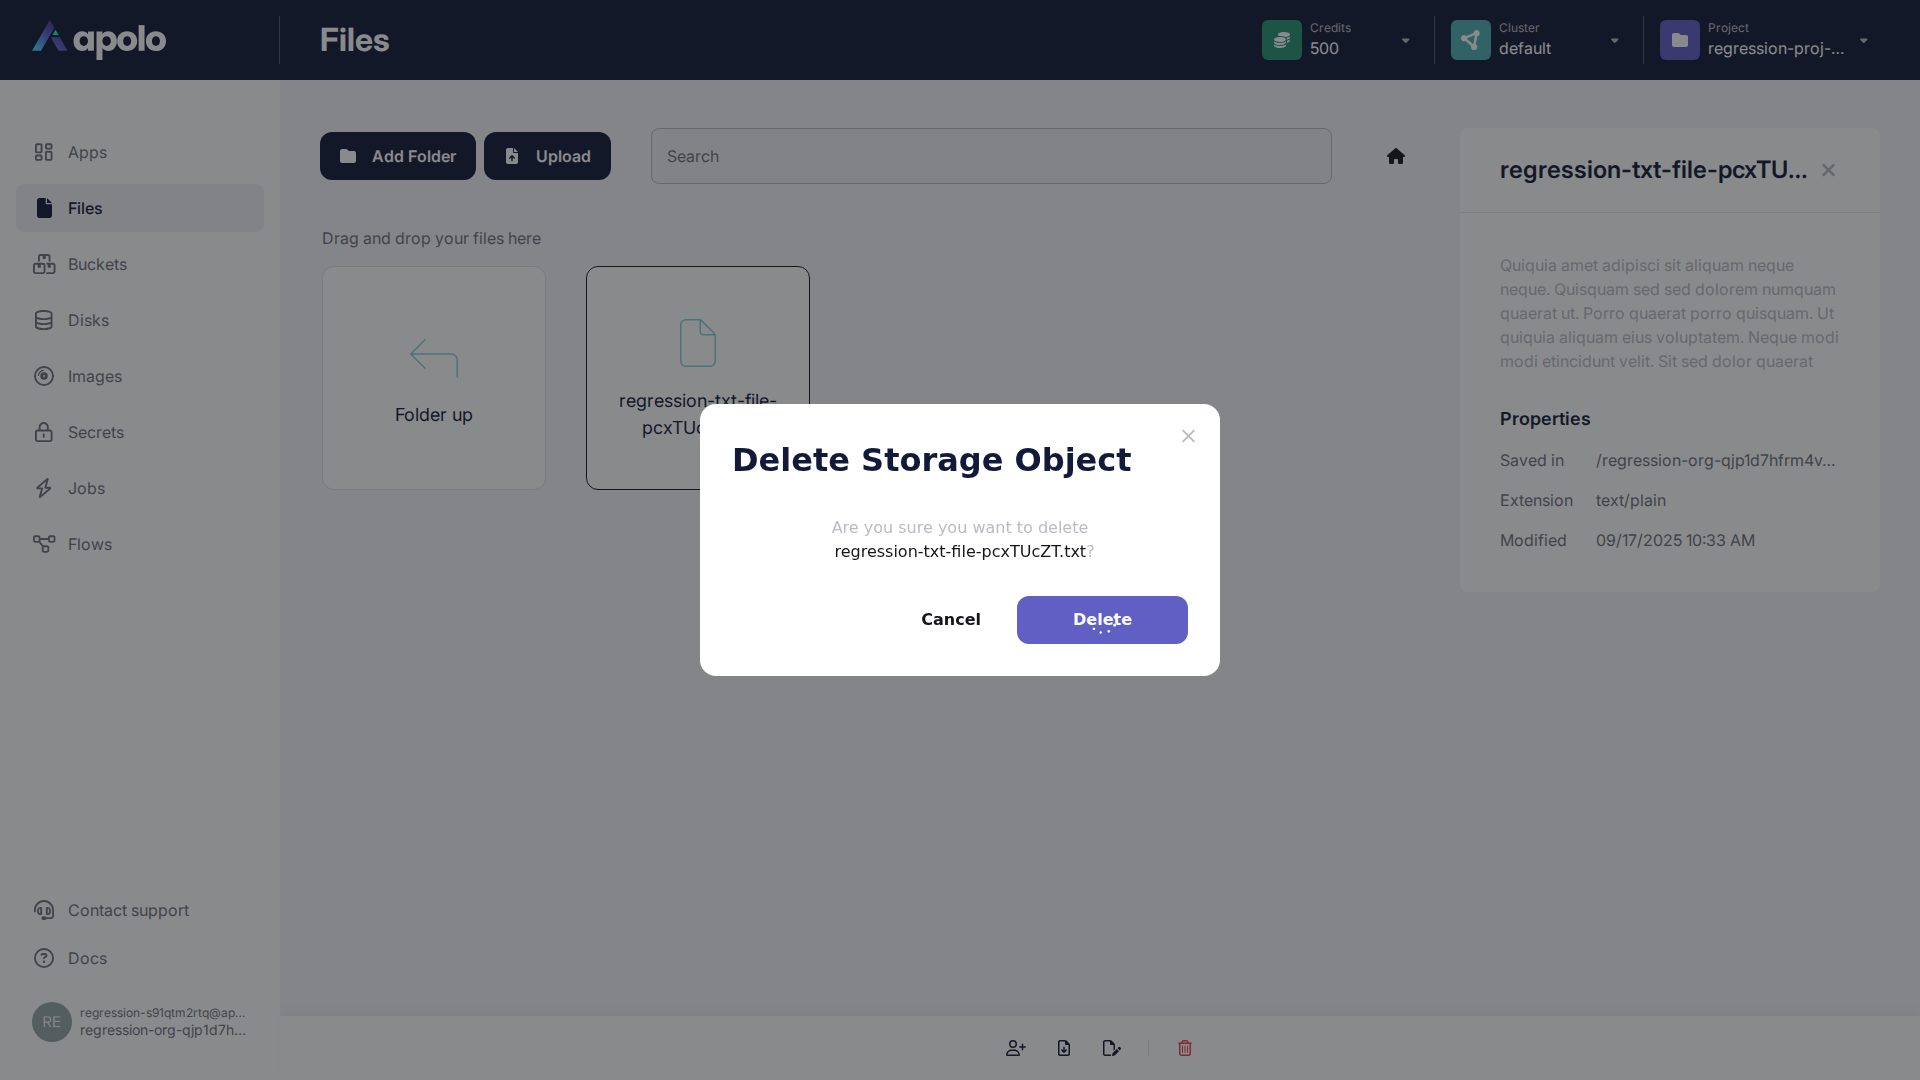 apolo
Files
Credits
500
Cluster
default
Project
regression-proj-...
Apps
Files
Buckets
Disks
Images
Secrets
Jobs
Flows
Contact support
Docs
RE
regression-s91qtm2rtq@ap...
regression-org-qjp1d7h...
Add Folder
Upload
Search
Drag and drop your files here
Folder up
regression-txt-file-
Delete Storage Object
Are you sure you want to delete
regression-txt-file-pcxTUcZT.txt?
Cancel
Delete
regression-txt-file-pcxTU...
Quiquia amet adipisci sit aliquam neque
neque. Quisquam sed sed dolorem numquam
quaerat ut. Porro quaerat porro quisquam. Ut
quiquia aliquam eius voluptatem. Neque modi
modi etincidunt velit. Sit sed dolor quaerat
Properties
Saved in /regression-org-qjp1d7hfrm4v...
Extension text/plain
Modified 09/17/2025 10:33 AM